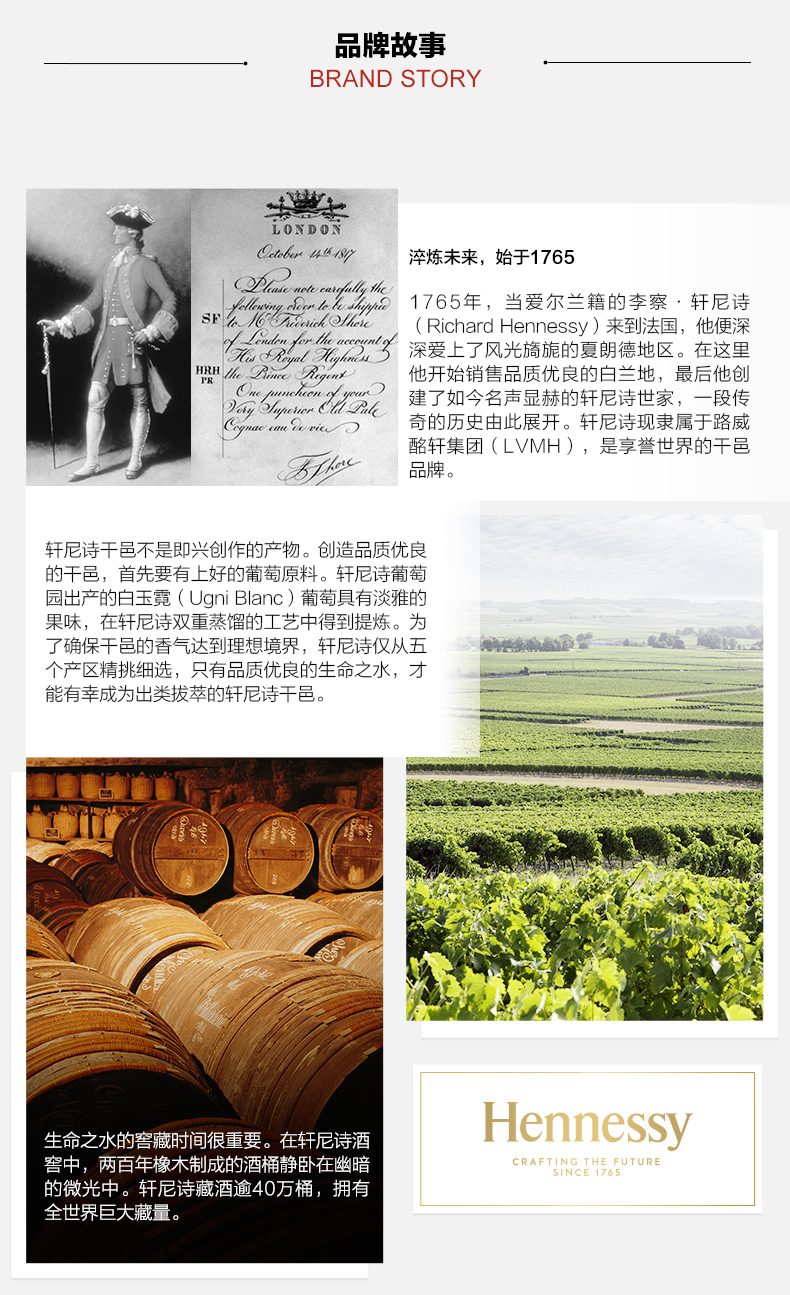 品牌故事
BRAND STORY
LONDON
October 14th 1817
Please note carefully the
following order to be shipped
SF
to Mr Frederick Shore
of London for the account of
His Royal Highness
HRH
PR
the Prince Regent
One puncheon of your
Very Superior Old Pale
Cognac eau de vie
F Shore
淬炼未来，始于1765
1765年，当爱尔兰籍的李察·轩尼诗
（Richard Hennessy）来到法国，他便深
深爱上了风光旖旎的夏朗德地区。在这里
他开始销售品质优良的白兰地，最后他创
建了如今名声显赫的轩尼诗世家，一段传
奇的历史由此展开。轩尼诗现隶属于路威
酩轩集团（LVMH），是享誉世界的干邑
品牌。
轩尼诗干邑不是即兴创作的产物。创造品质优良
的干邑，首先要有上好的葡萄原料。轩尼诗葡萄
园出产的白玉霓（Ugni Blanc）葡萄具有淡雅的
果味，在轩尼诗双重蒸馏的工艺中得到提炼。为
了确保干邑的香气达到理想境界，轩尼诗仅从五
个产区精挑细选，只有品质优良的生命之水，才
能有幸成为出类拔萃的轩尼诗干邑。
生命之水的窖藏时间很重要。在轩尼诗酒
窖中，两百年橡木制成的酒桶静卧在幽暗
的微光中。轩尼诗藏酒逾40万桶，拥有
全世界巨大藏量。
Hennessy
CRAFTING THE FUTURE
SINCE 1765